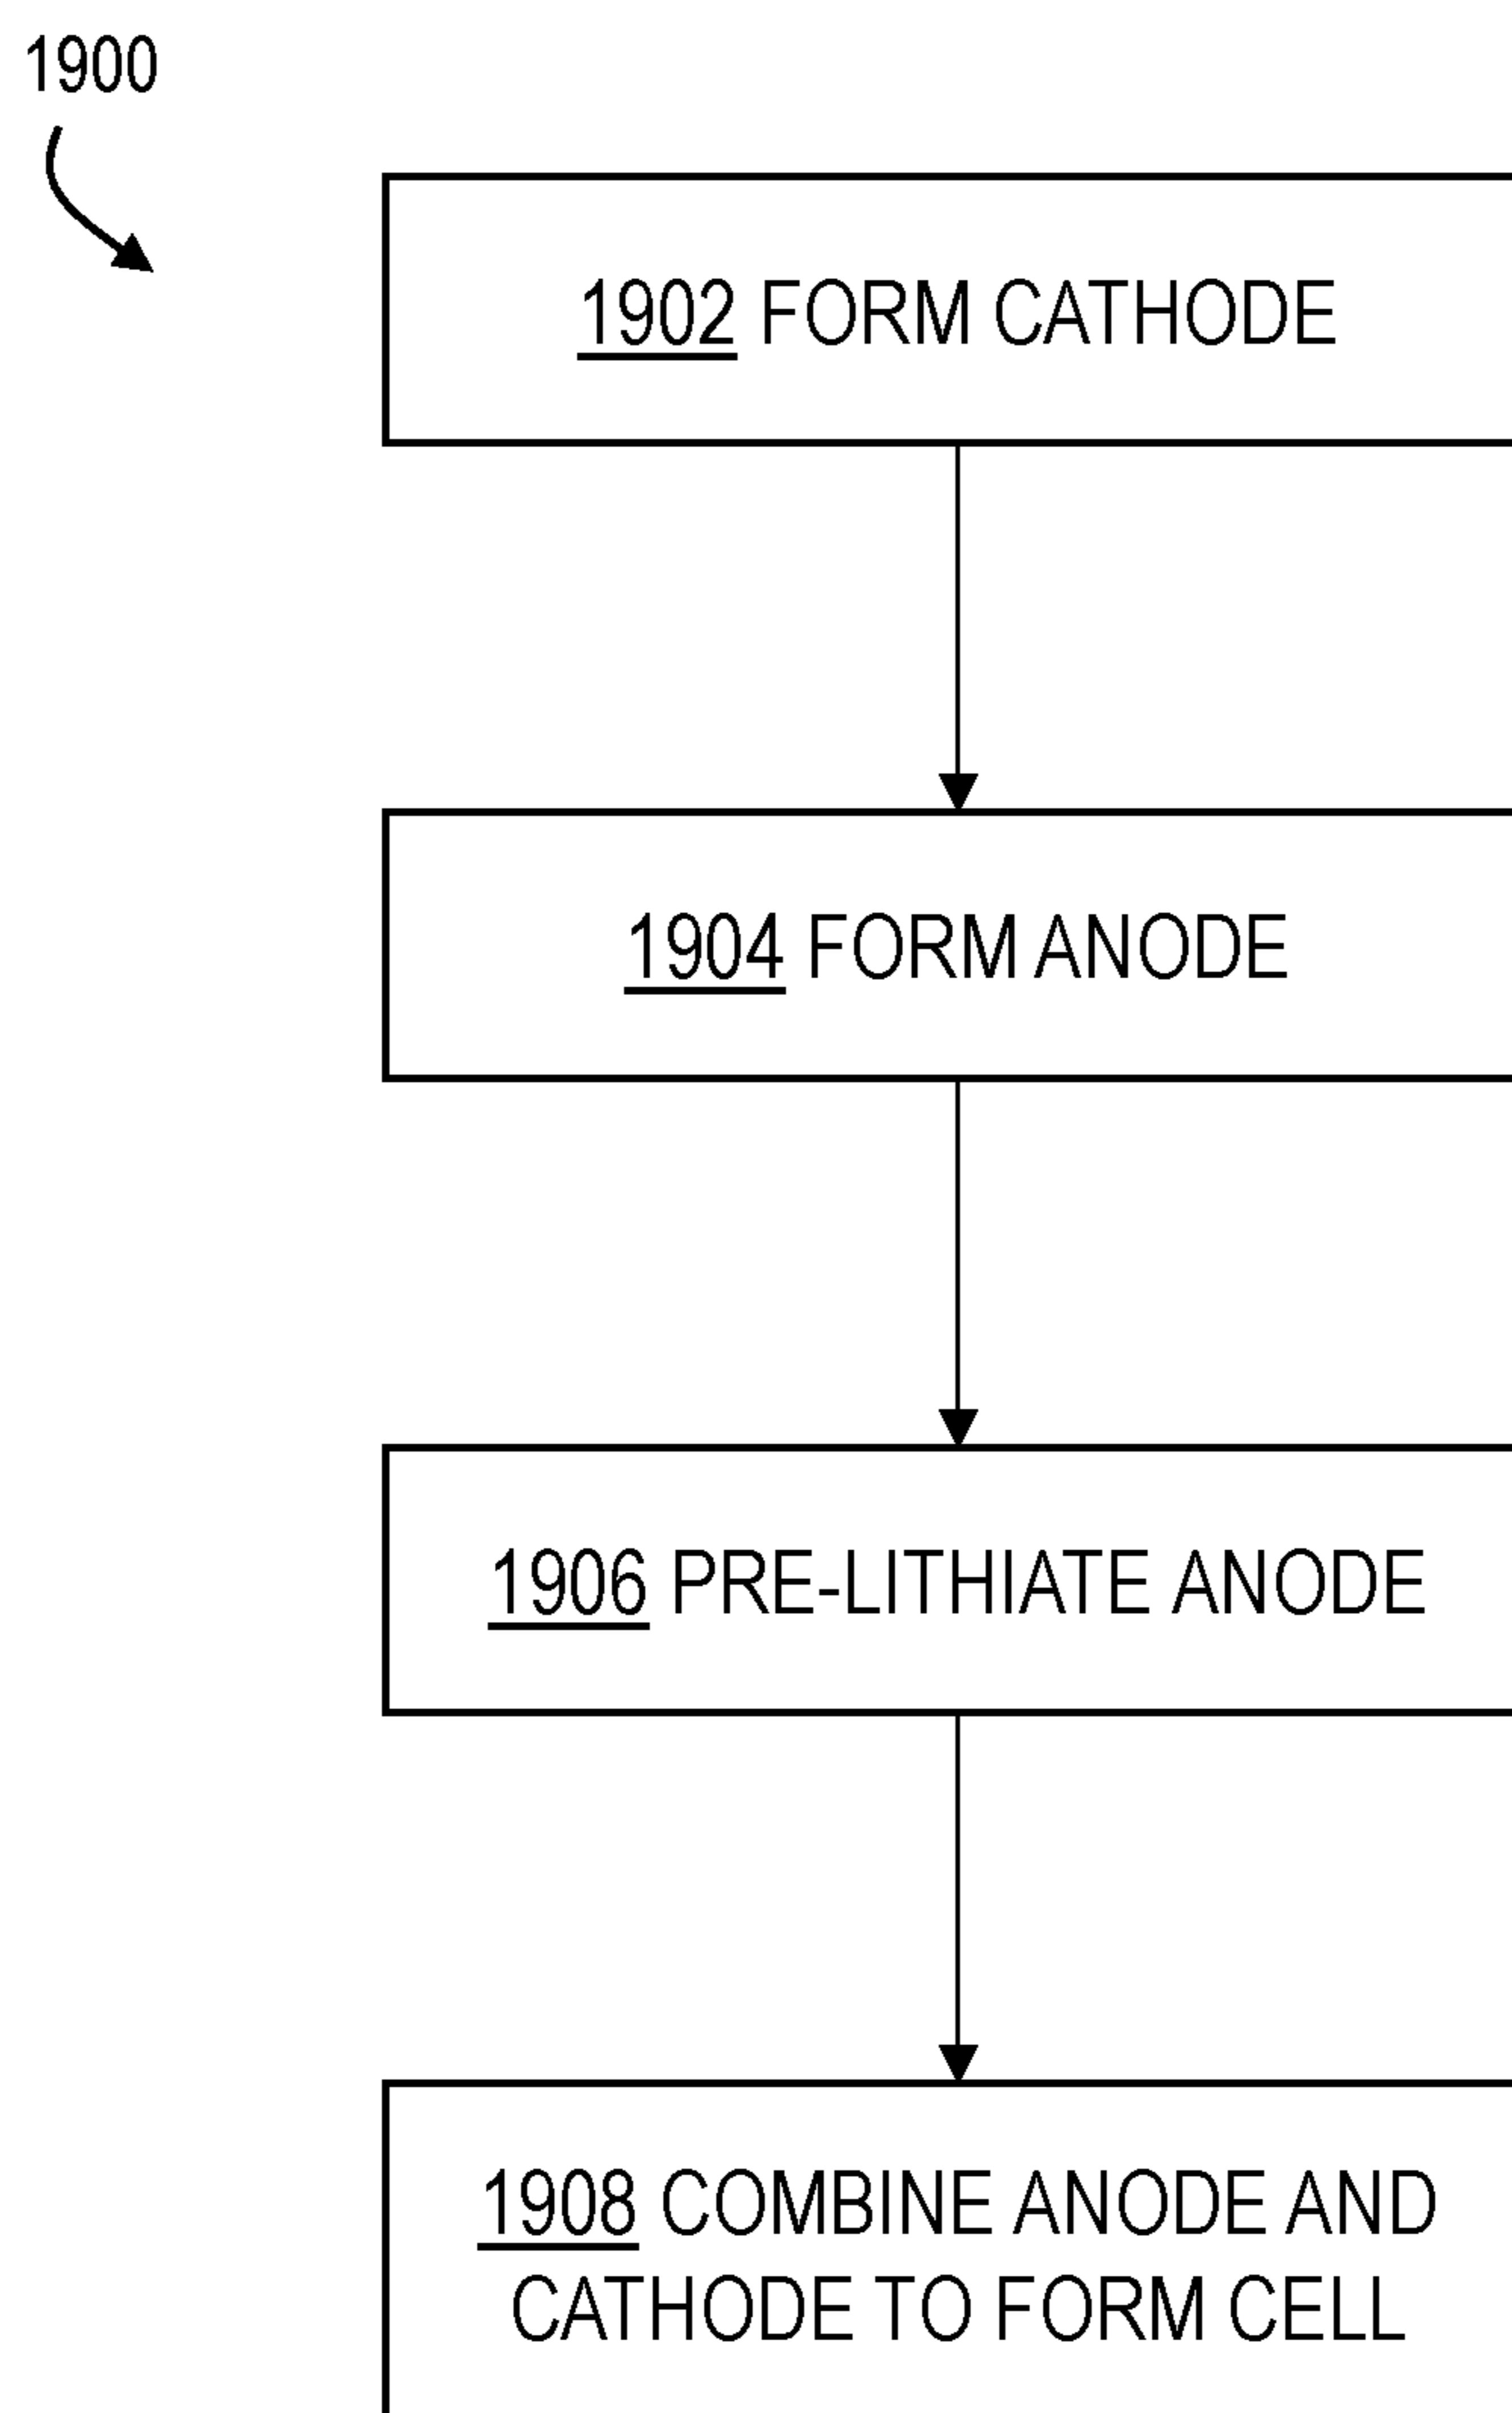 1900
1902 FORM CATHODE
1904 FORM ANODE
1906 PRE-LITHIATE ANODE
1908 COMBINE ANODE AND
CATHODE TO FORM CELL